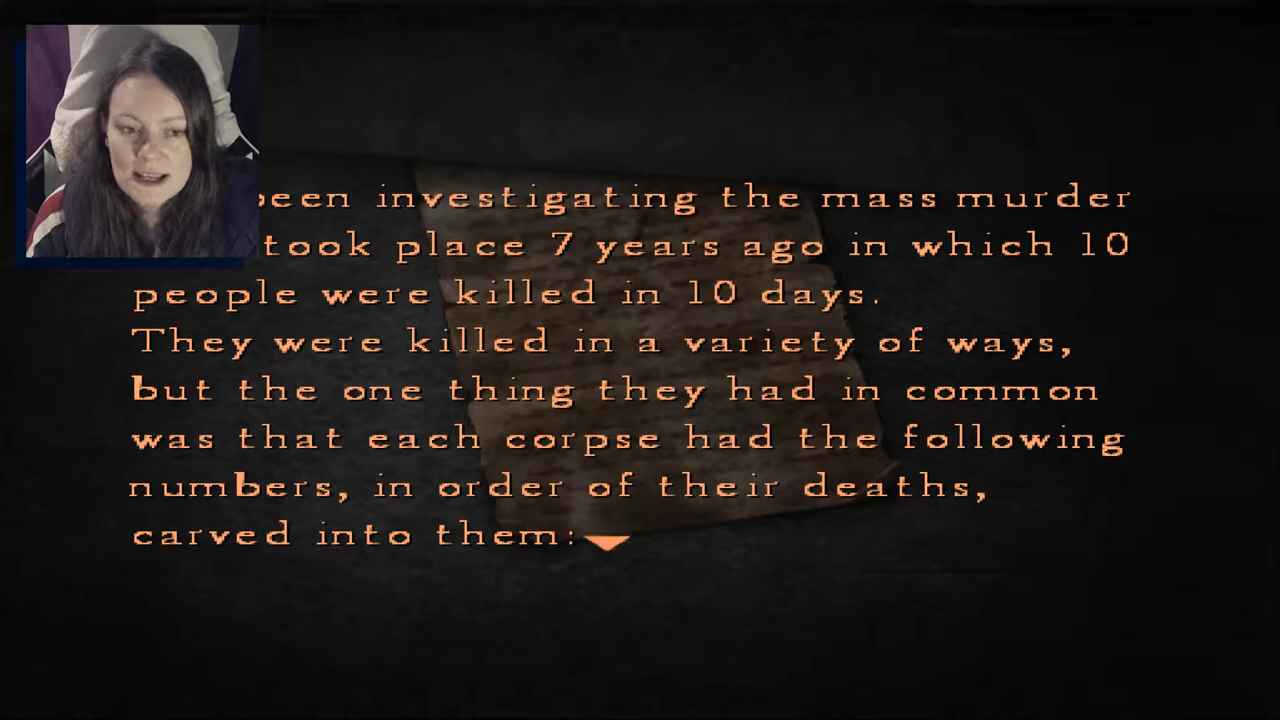 been investigating the mass murder
took place 7 years ago in which 10
people were killed in 10 days.
They were killed in a variety of ways,
but the one thing they had in common
was that each corpse had the following
numbers, in order of their deaths,
carved into them: